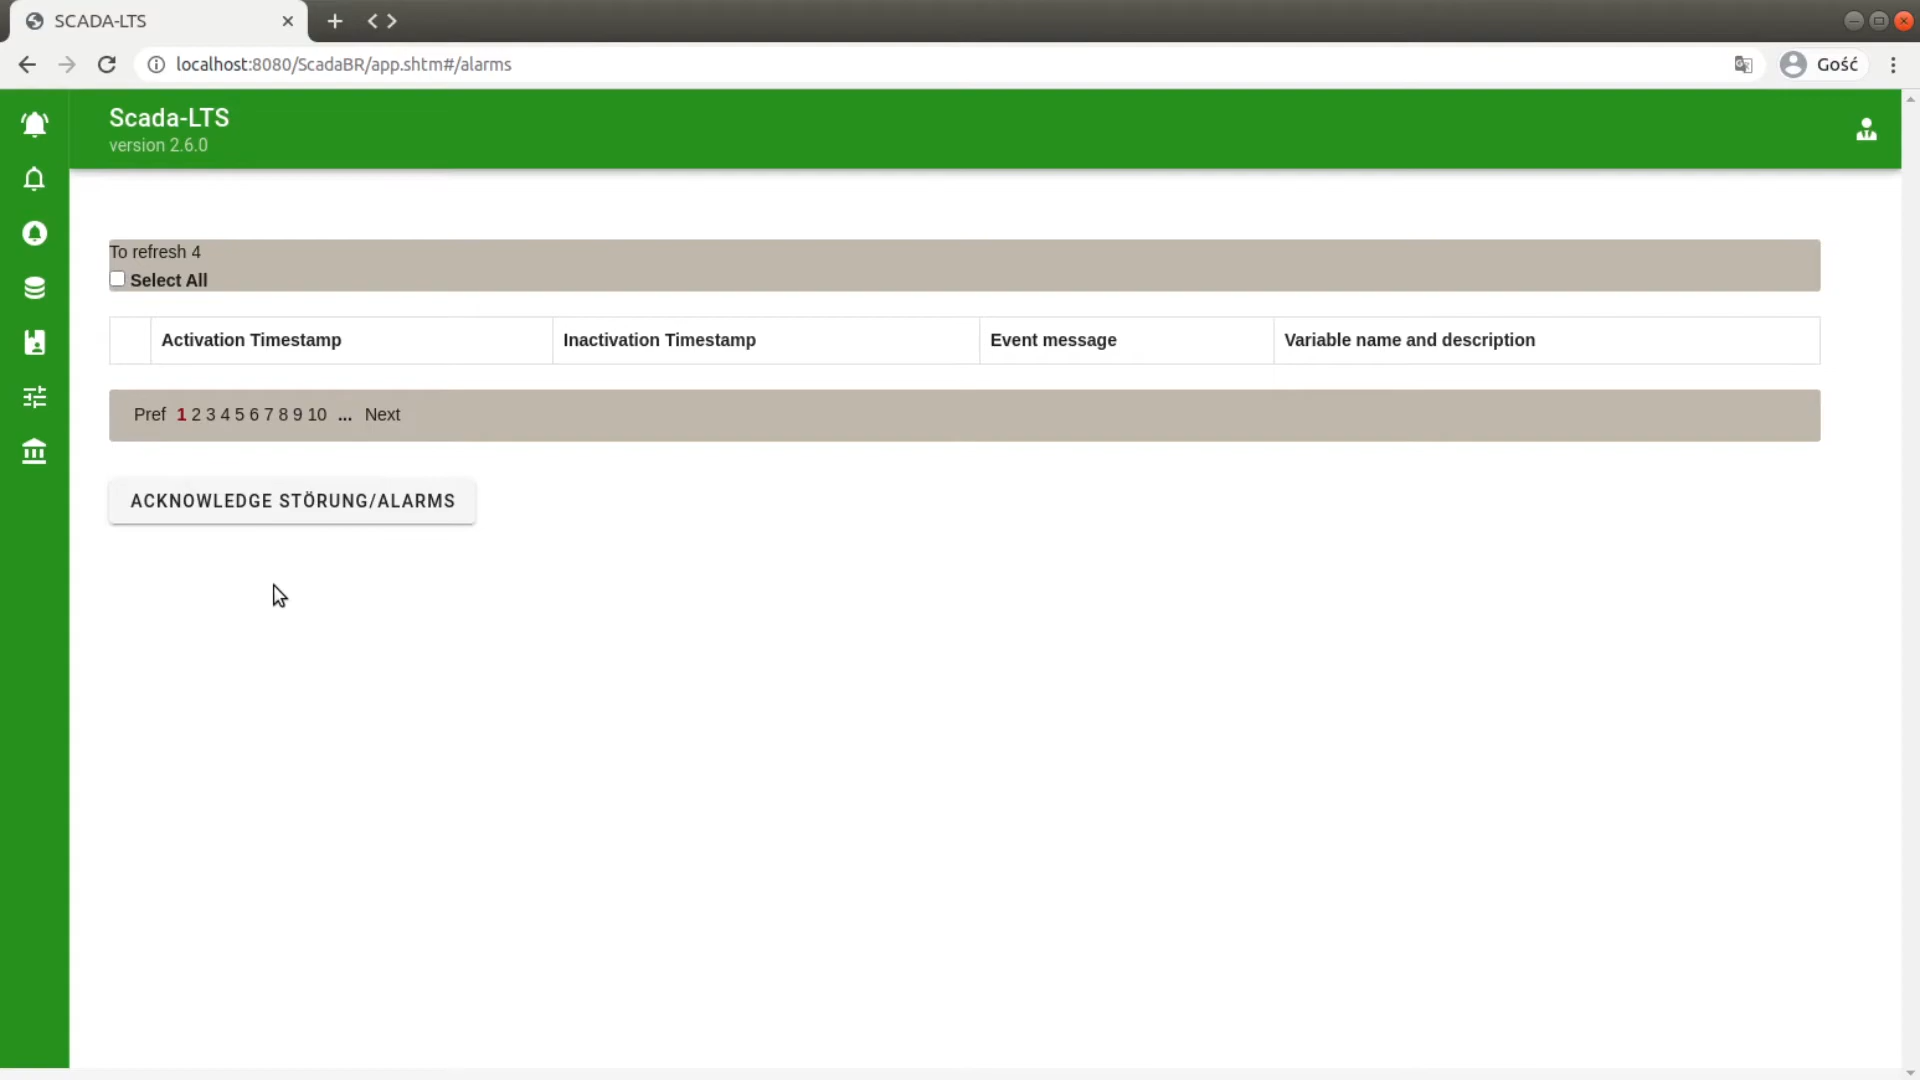 SCADA-LTS
localhost:8080/ScadaBR/app.shtm#/alarms
Gość
Scada-LTS
version 2.6.0
To refresh 4
Select All
Activation Timestamp Inactivation Timestamp Event message Variable name and description
Pref 1 2 3 4 5 6 7 8 9 10 ... Next
ACKNOWLEDGE STÖRUNG/ALARMS